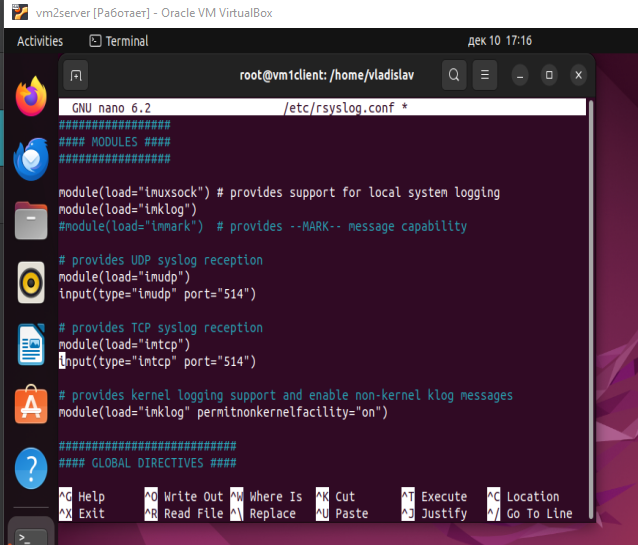 vm2server [Работает] - Oracle VM VirtualBox
Activities
Terminal
дек 10 17:16
root@vm1client: /home/vladislav
GNU nano 6.2
/etc/rsyslog.conf *
#################
#### MODULES ####
#################
module(load="imuxsock") # provides support for local system logging
module(load="imklog")
#module(load="immark")  # provides --MARK-- message capability
# provides UDP syslog reception
module(load="imudp")
input(type="imudp" port="514")
# provides TCP syslog reception
module(load="imtcp")
input(type="imtcp" port="514")
# provides kernel logging support and enable non-kernel klog messages
module(load="imklog" permitnonkernelfacility="on")
###########################
#### GLOBAL DIRECTIVES ####
^G Help ^O Write Out ^W Where Is ^K Cut ^T Execute ^C Location
^X Exit ^R Read File ^\ Replace ^U Paste ^J Justify ^/ Go To Line